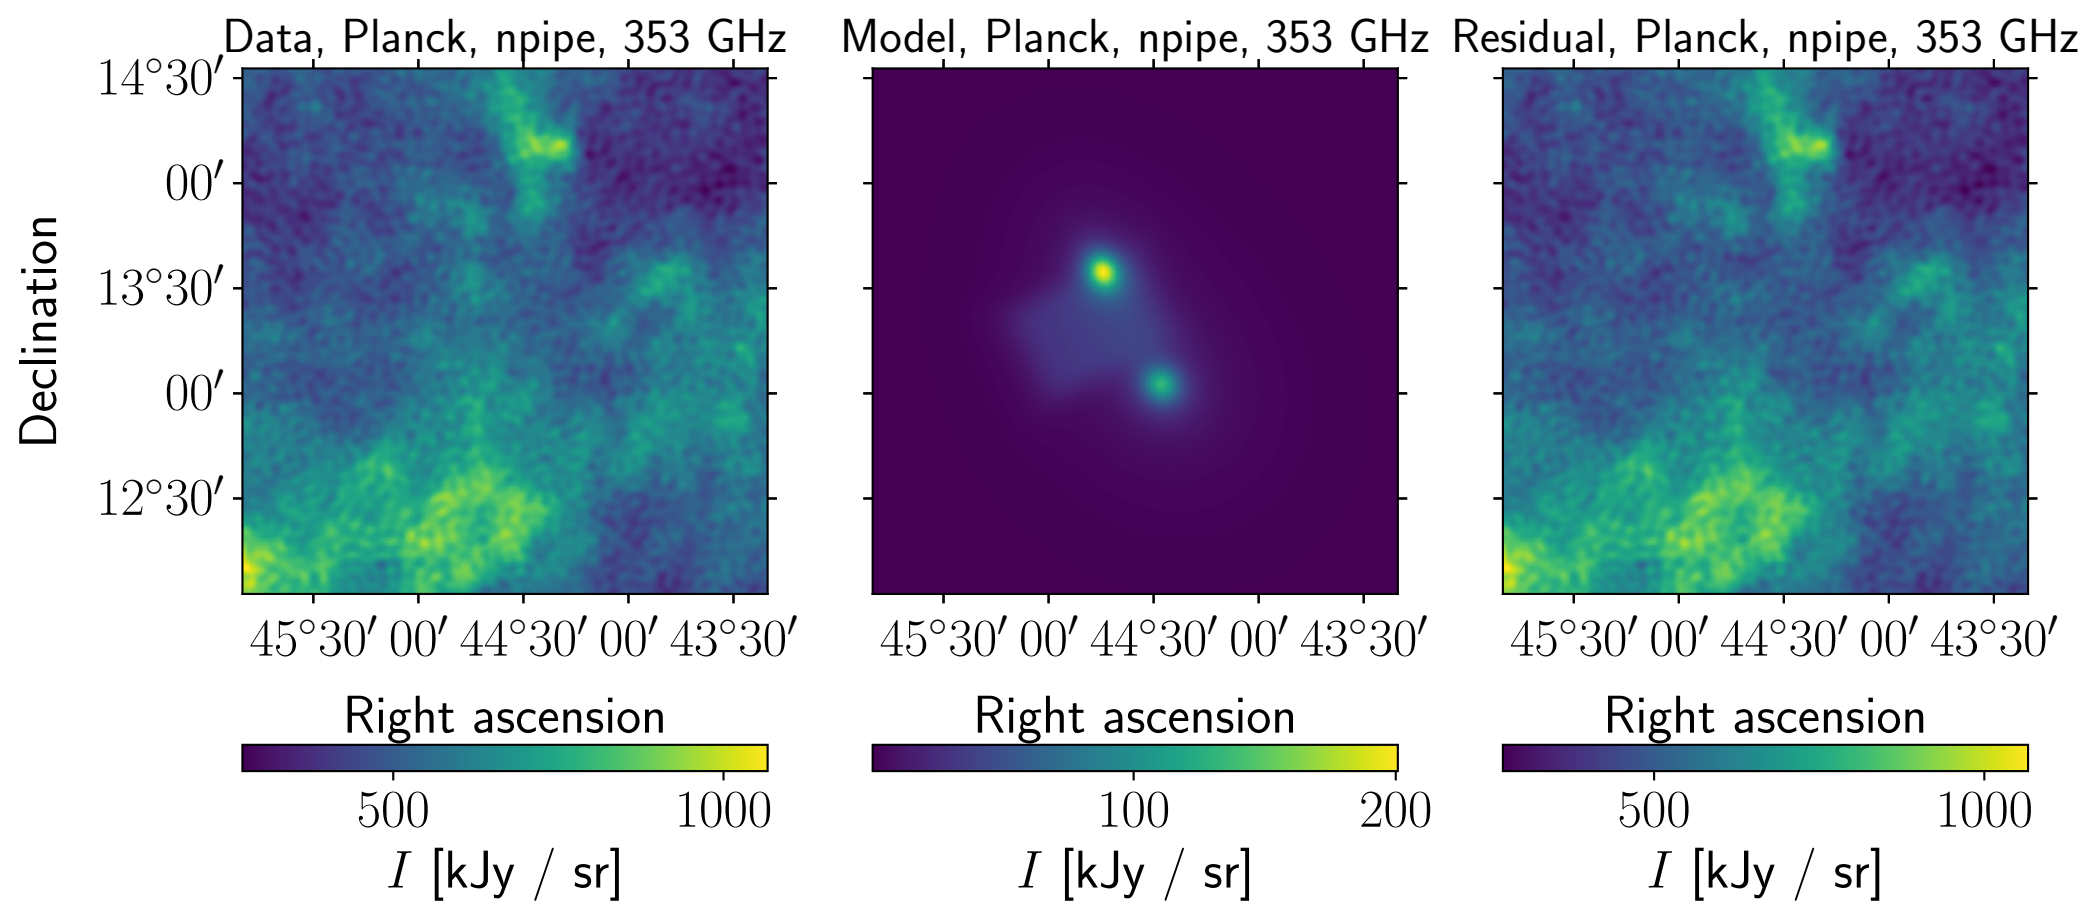 Data, Planck, npipe, 353 GHz Model, Planck, npipe, 353 GHz Residual, Planck, npipe, 353 GHz
14°30′
00′
13°30′
00′
12°30′
Declination
45°30′ 00′ 44°30′ 00′ 43°30′ 45°30′ 00′ 44°30′ 00′ 43°30′ 45°30′ 00′ 44°30′ 00′ 43°30′
Right ascension Right ascension Right ascension
500 1000 100 200 500 1000
I [kJy / sr] I [kJy / sr] I [kJy / sr]